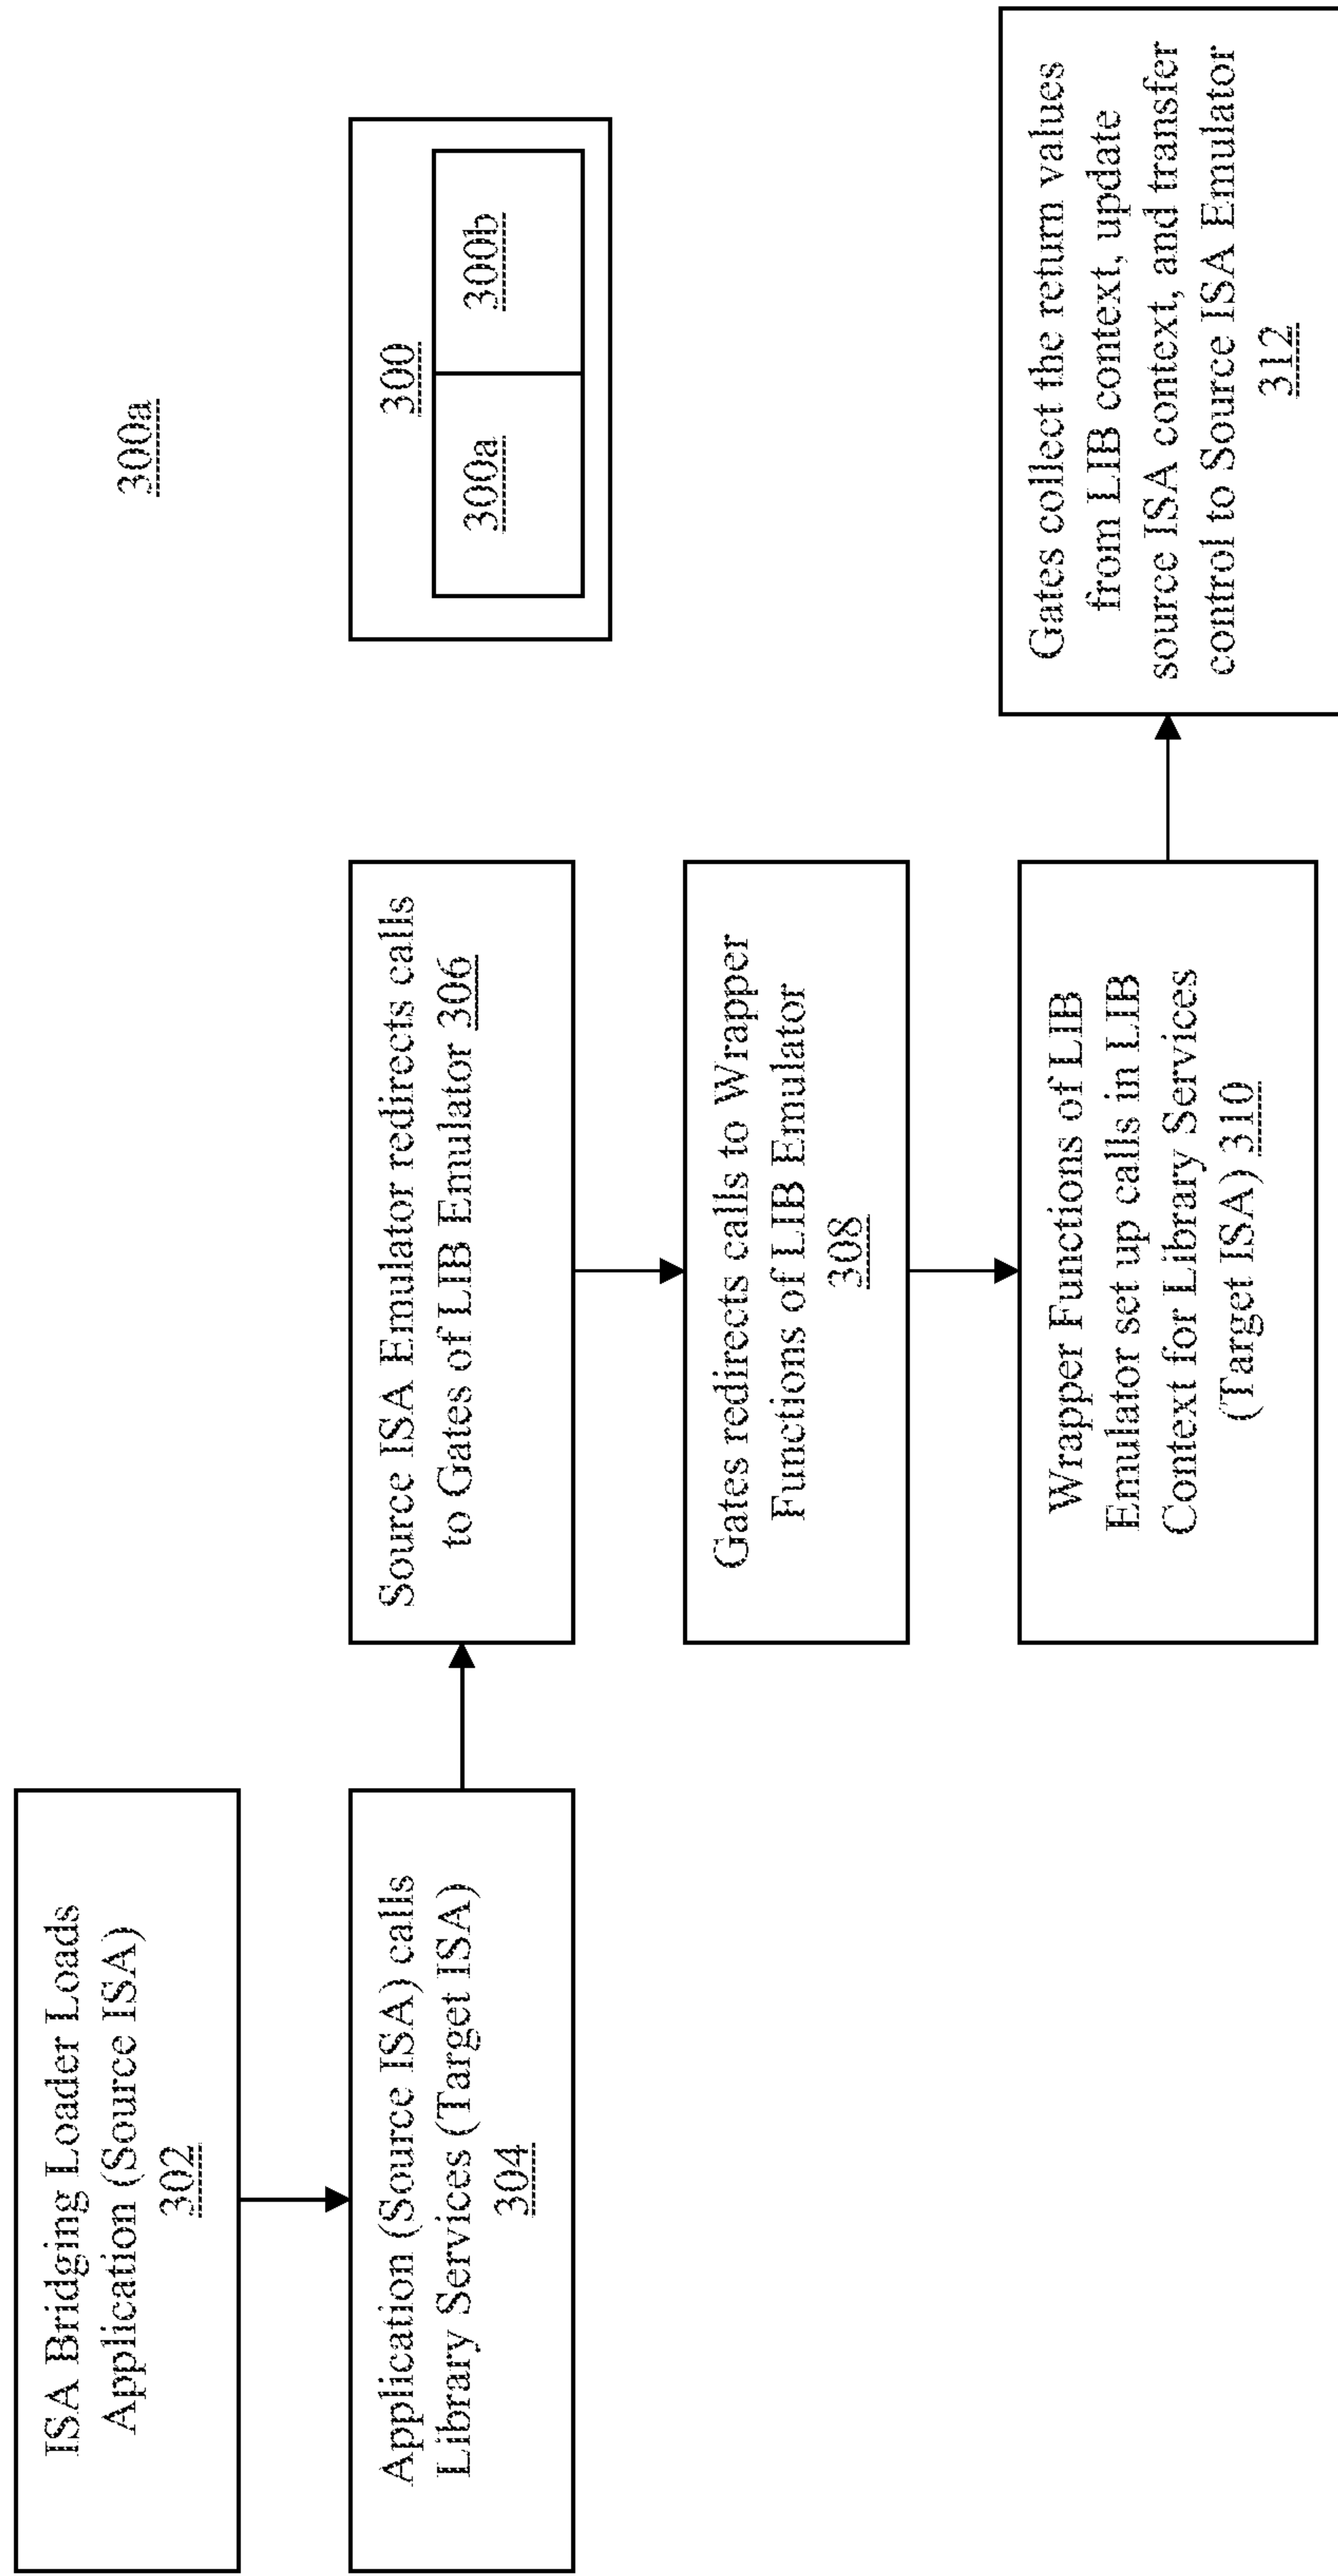 300a
ISA Bridging Loader Loads
Application (Source ISA)
302
Application (Source ISA) calls
Library Services (Target ISA)
304
Source ISA Emulator redirects calls
to Gates of LIB Emulator 306
Gates redirects calls to Wrapper
Functions of LIB Emulator
308
Wrapper Functions of LIB
Emulator set up calls in LIB
Context for Library Services
(Target ISA) 310
Gates collect the return values
from LIB context, update
source ISA context, and transfer
control to Source ISA Emulator
312
300
300a
300b